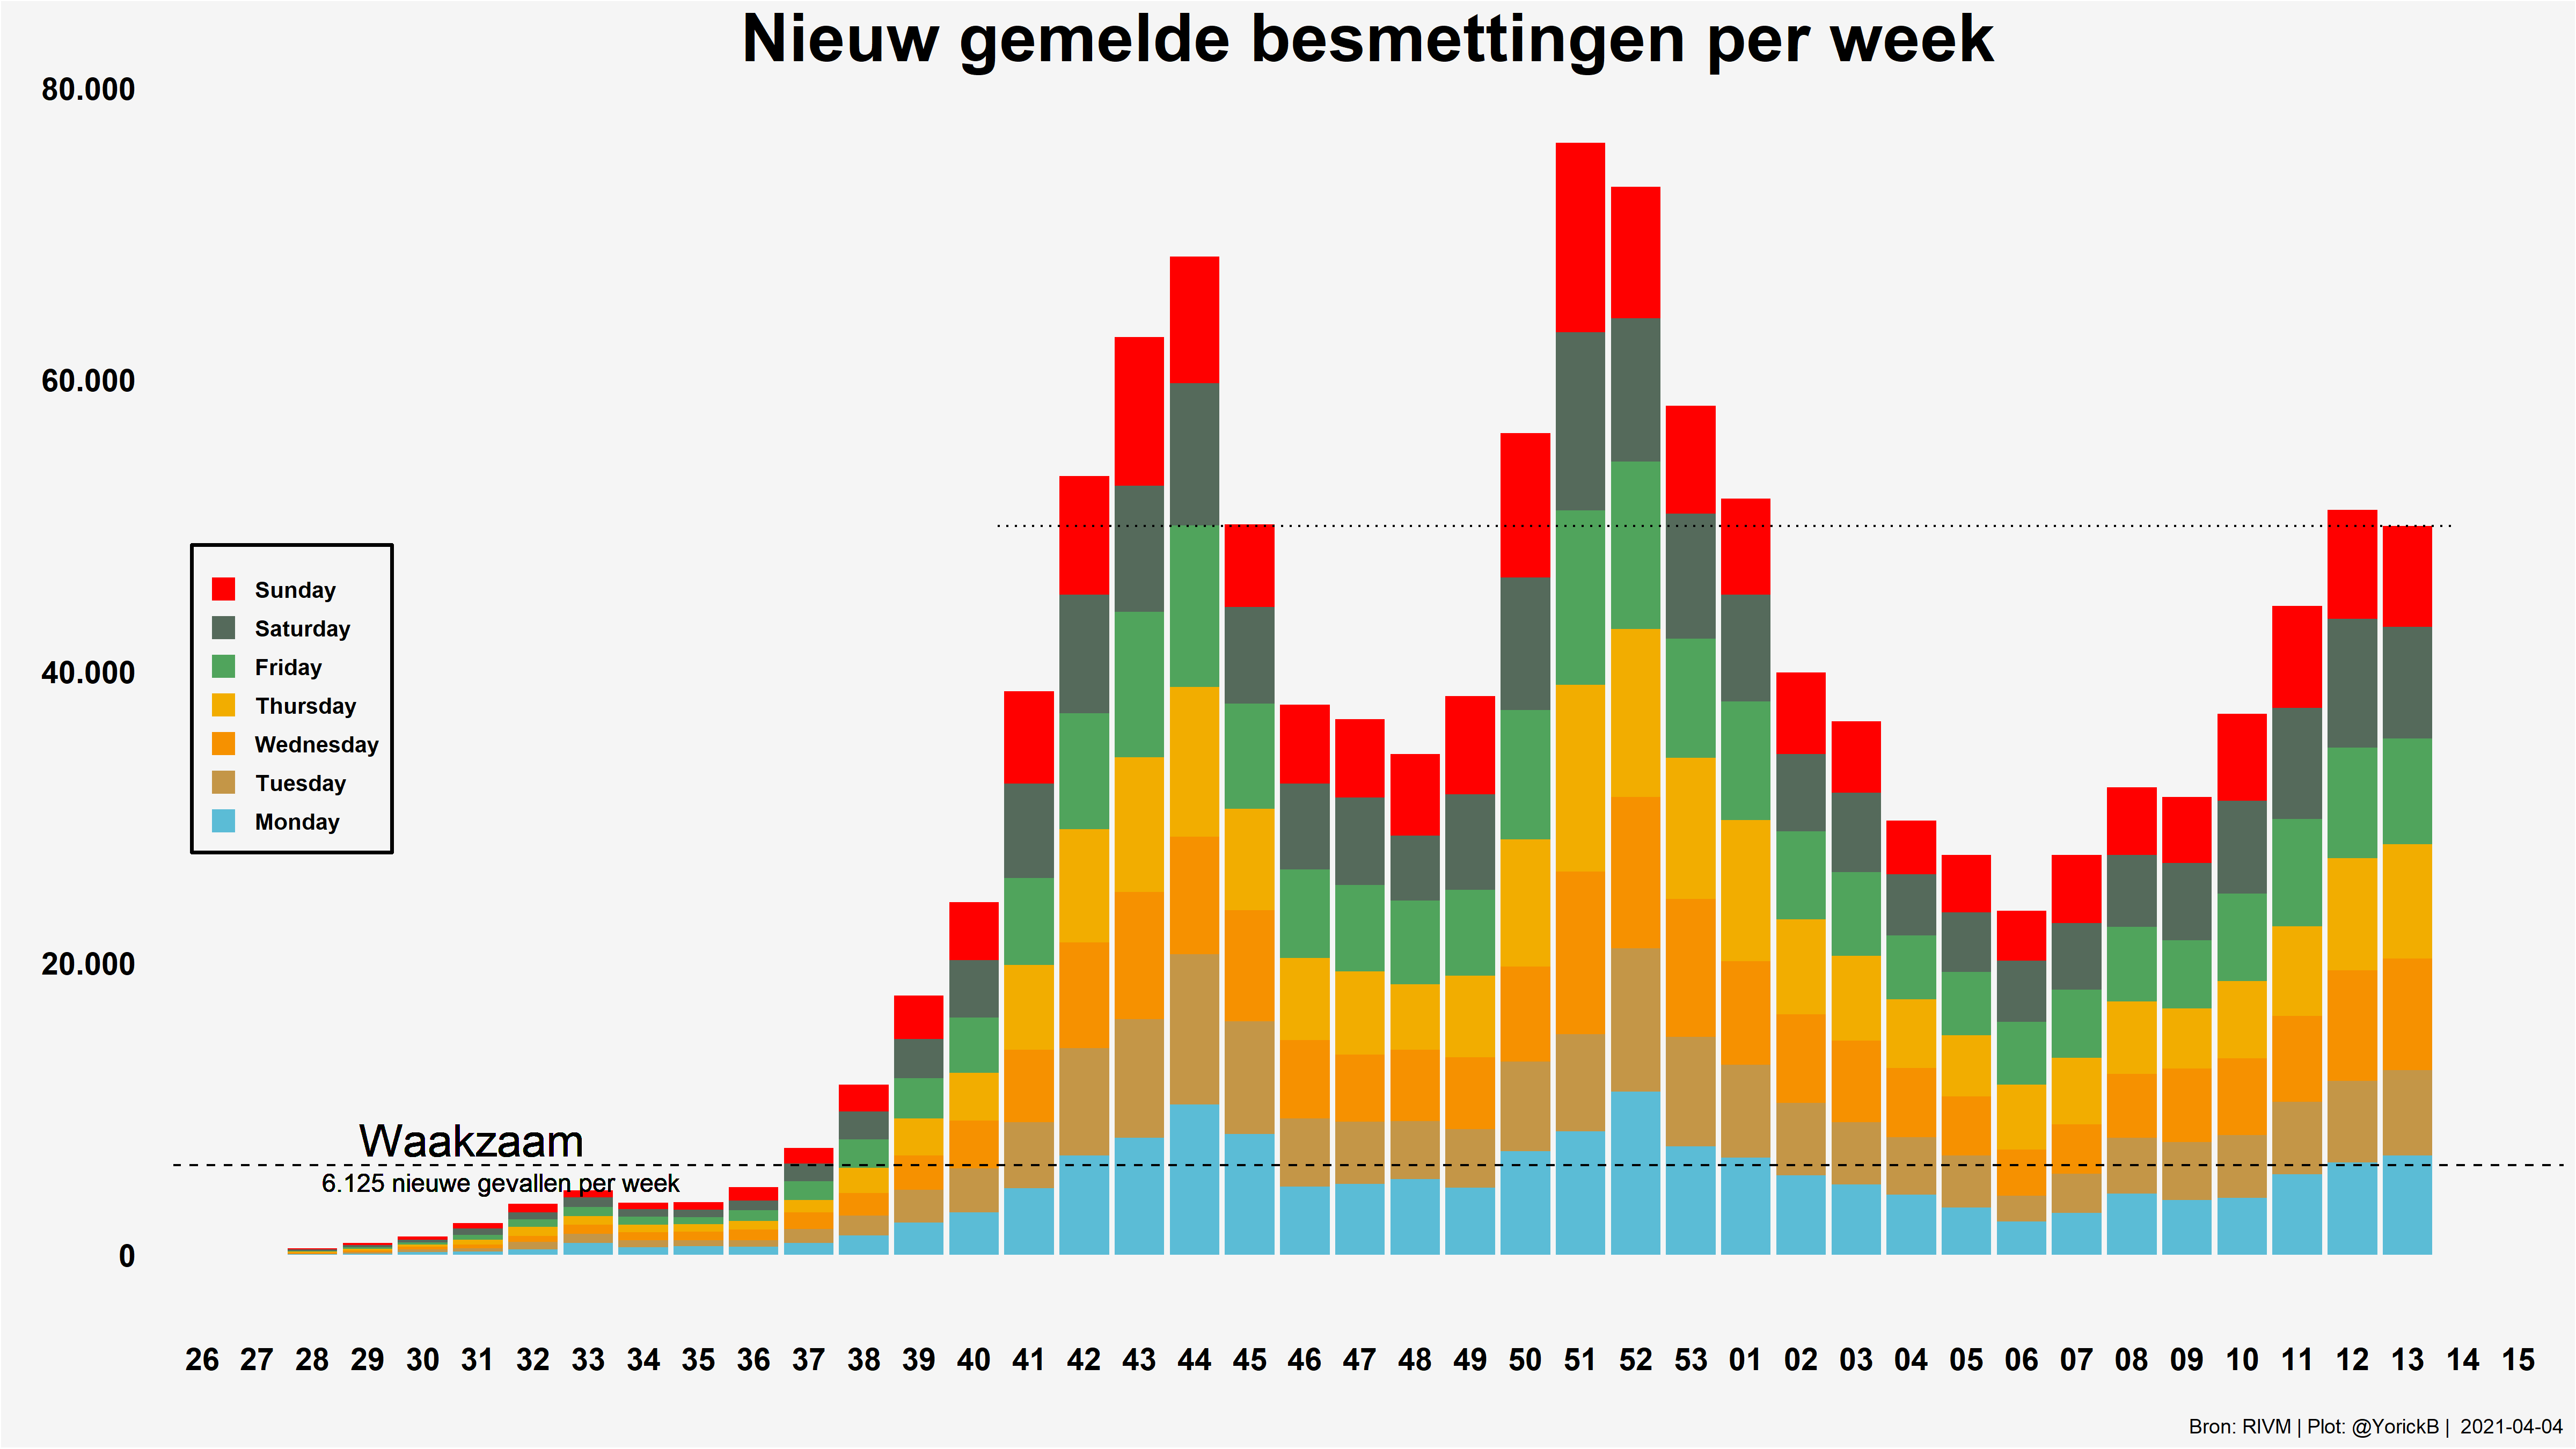 Nieuw gemelde besmettingen per week
80.000
60.000
40.000
20.000
0
Sunday
Saturday
Friday
Thursday
Wednesday
Tuesday
Monday
Waakzaam
6.125 nieuwe gevallen per week
26 27 28 29 30 31 32 33 34 35 36 37 38 39 40 41 42 43 44 45 46 47 48 49 50 51 52 53 01 02 03 04 05 06 07 08 09 10 11 12 13 14 15
Bron: RIVM | Plot: @YorickB | 2021-04-04